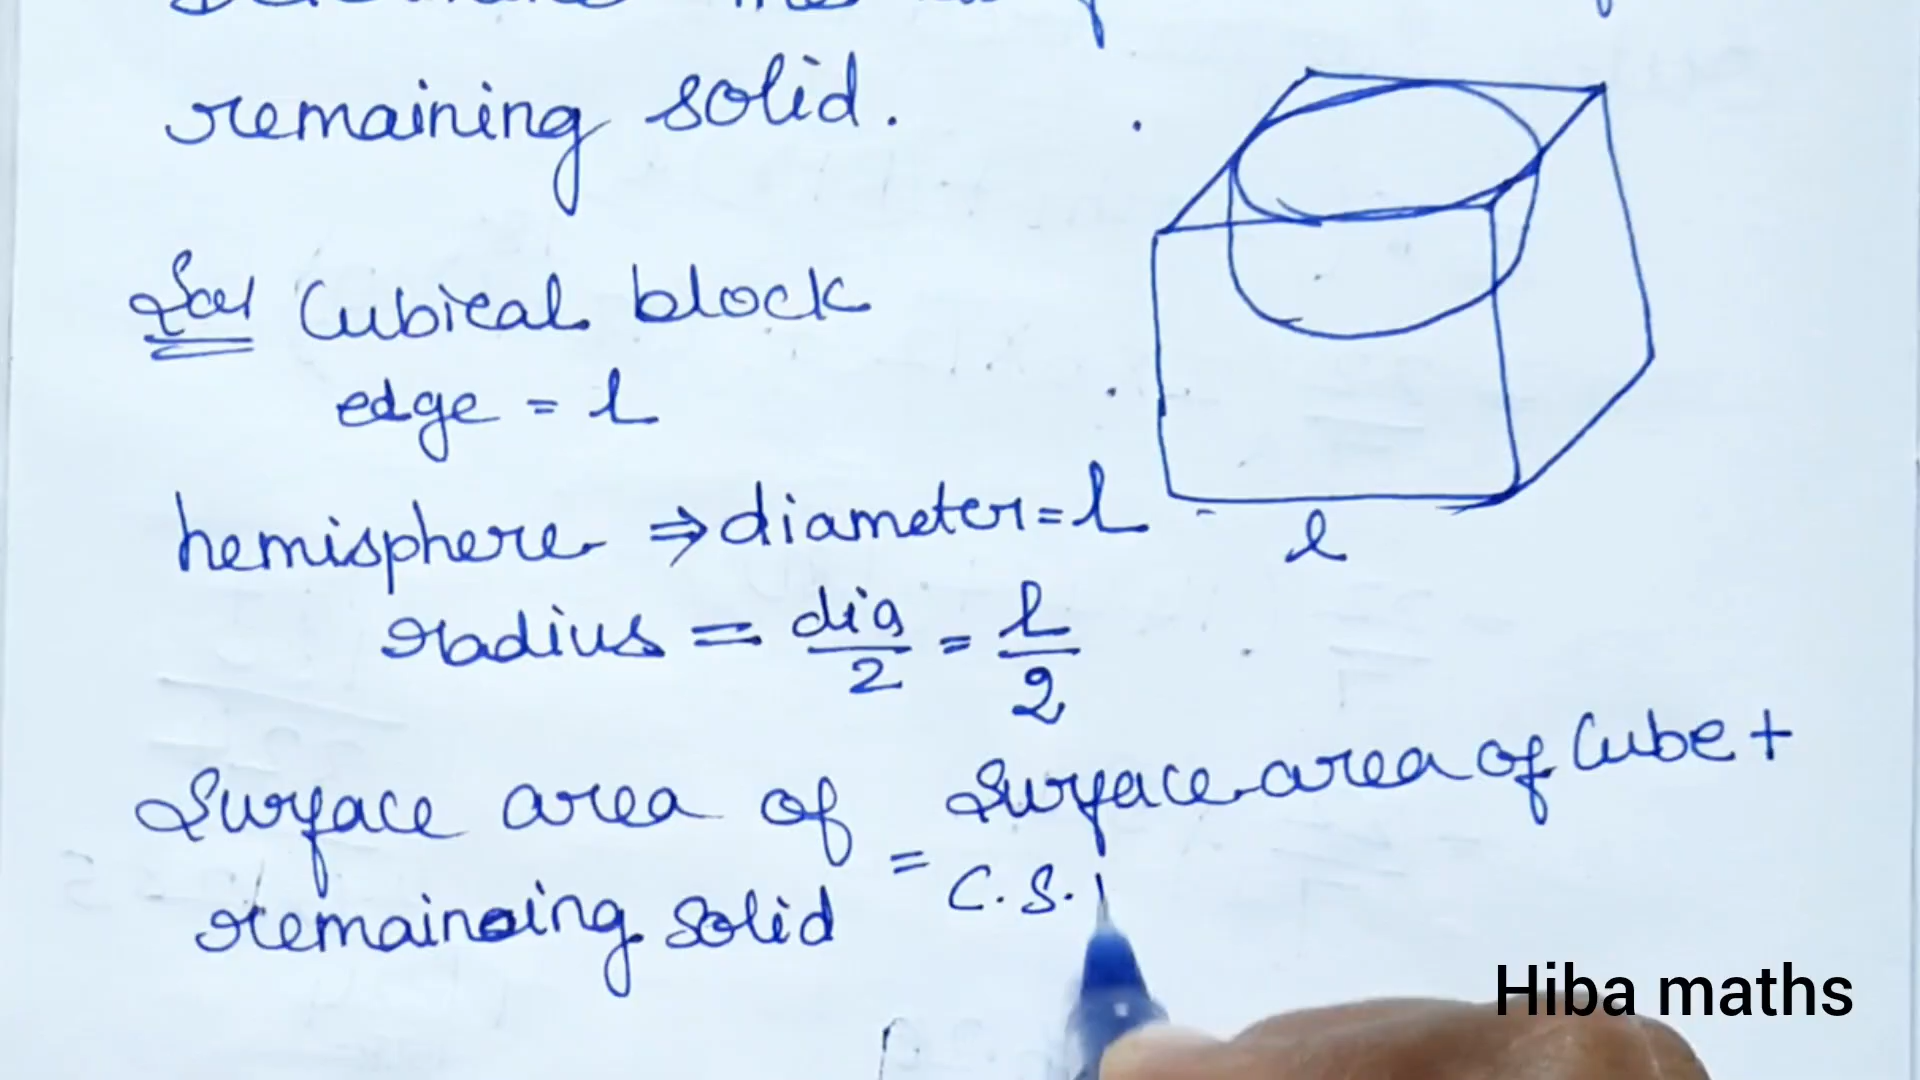 remaining solid.
Sol Cubical block
edge = l
hemisphere ⇒ diameter = l
l
radius = dia/2 = l/2
Surface area of = Surface area of Cube +
remaining solid C.S.
Hiba maths